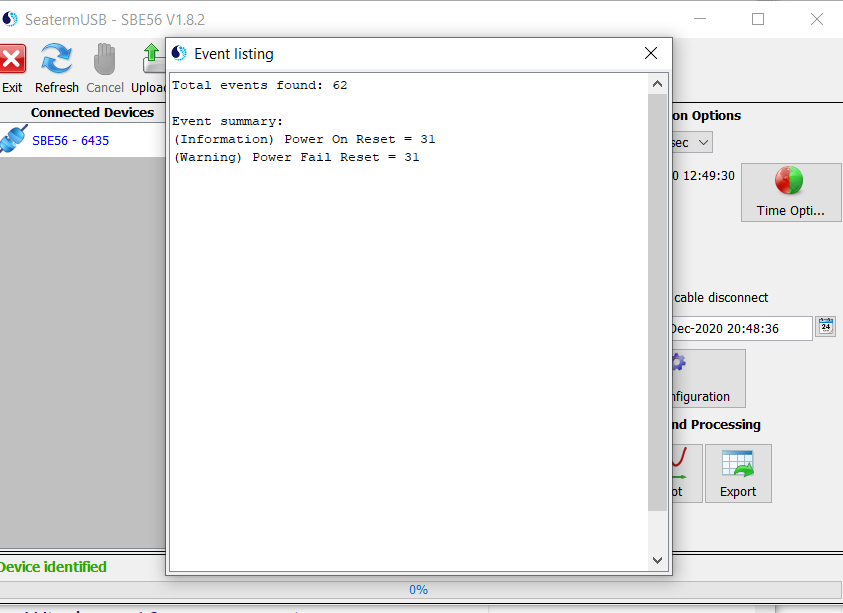 SeatermUSB - SBE56 V1.8.2
Event listing
Exit Refresh Cancel Upload
Connected Devices
SBE56 - 6435
Total events found: 62
Event summary:
(Information) Power On Reset = 31
(Warning) Power Fail Reset = 31
on Options
sec
0 12:49:30
Time Opti...
cable disconnect
Dec-2020 20:48:36
24
nfiguration
nd Processing
ot
Export
Device identified
0%